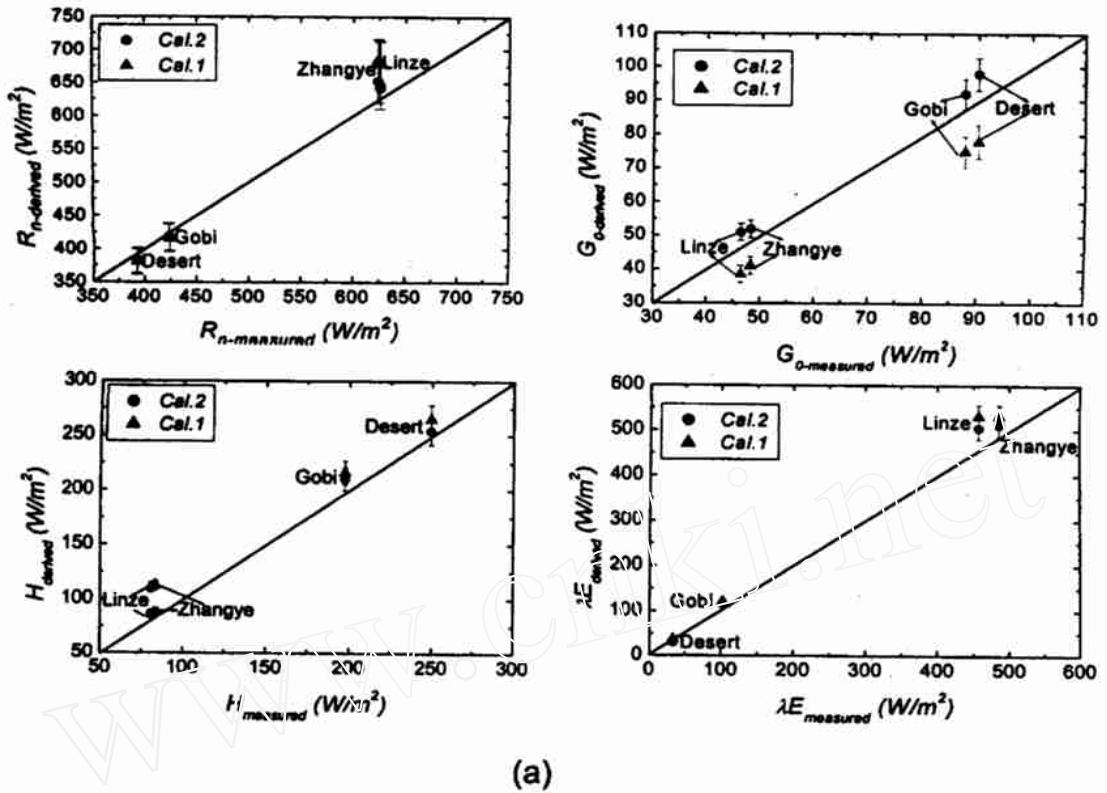 750
700
650
600
550
500
450
400
350
Cal.2
Cal.1
Zhangye Linze
Gobi
Desert
350 400 450 500 550 600 650 700 750
Rn-derived (W/m²)
Rn-measured (W/m²)
110
100
90
80
70
60
50
40
30
Cal.2
Cal.1
Gobi Desert
Linze Zhangye
30 40 50 60 70 80 90 100 110
G0-derived (W/m²)
G0-measured (W/m²)
300
250
200
150
100
50
Cal.2
Cal.1
Desert
Gobi
Linze Zhangye
50 100 150 200 250 300
Hderived (W/m²)
Hmeasured (W/m²)
600
500
400
300
200
100
0
Cal.2
Cal.1
Linze
Zhangye
Gobi
Desert
0 100 200 300 400 500 600
λEderived (W/m²)
λEmeasured (W/m²)
(a)
www.cnki.net